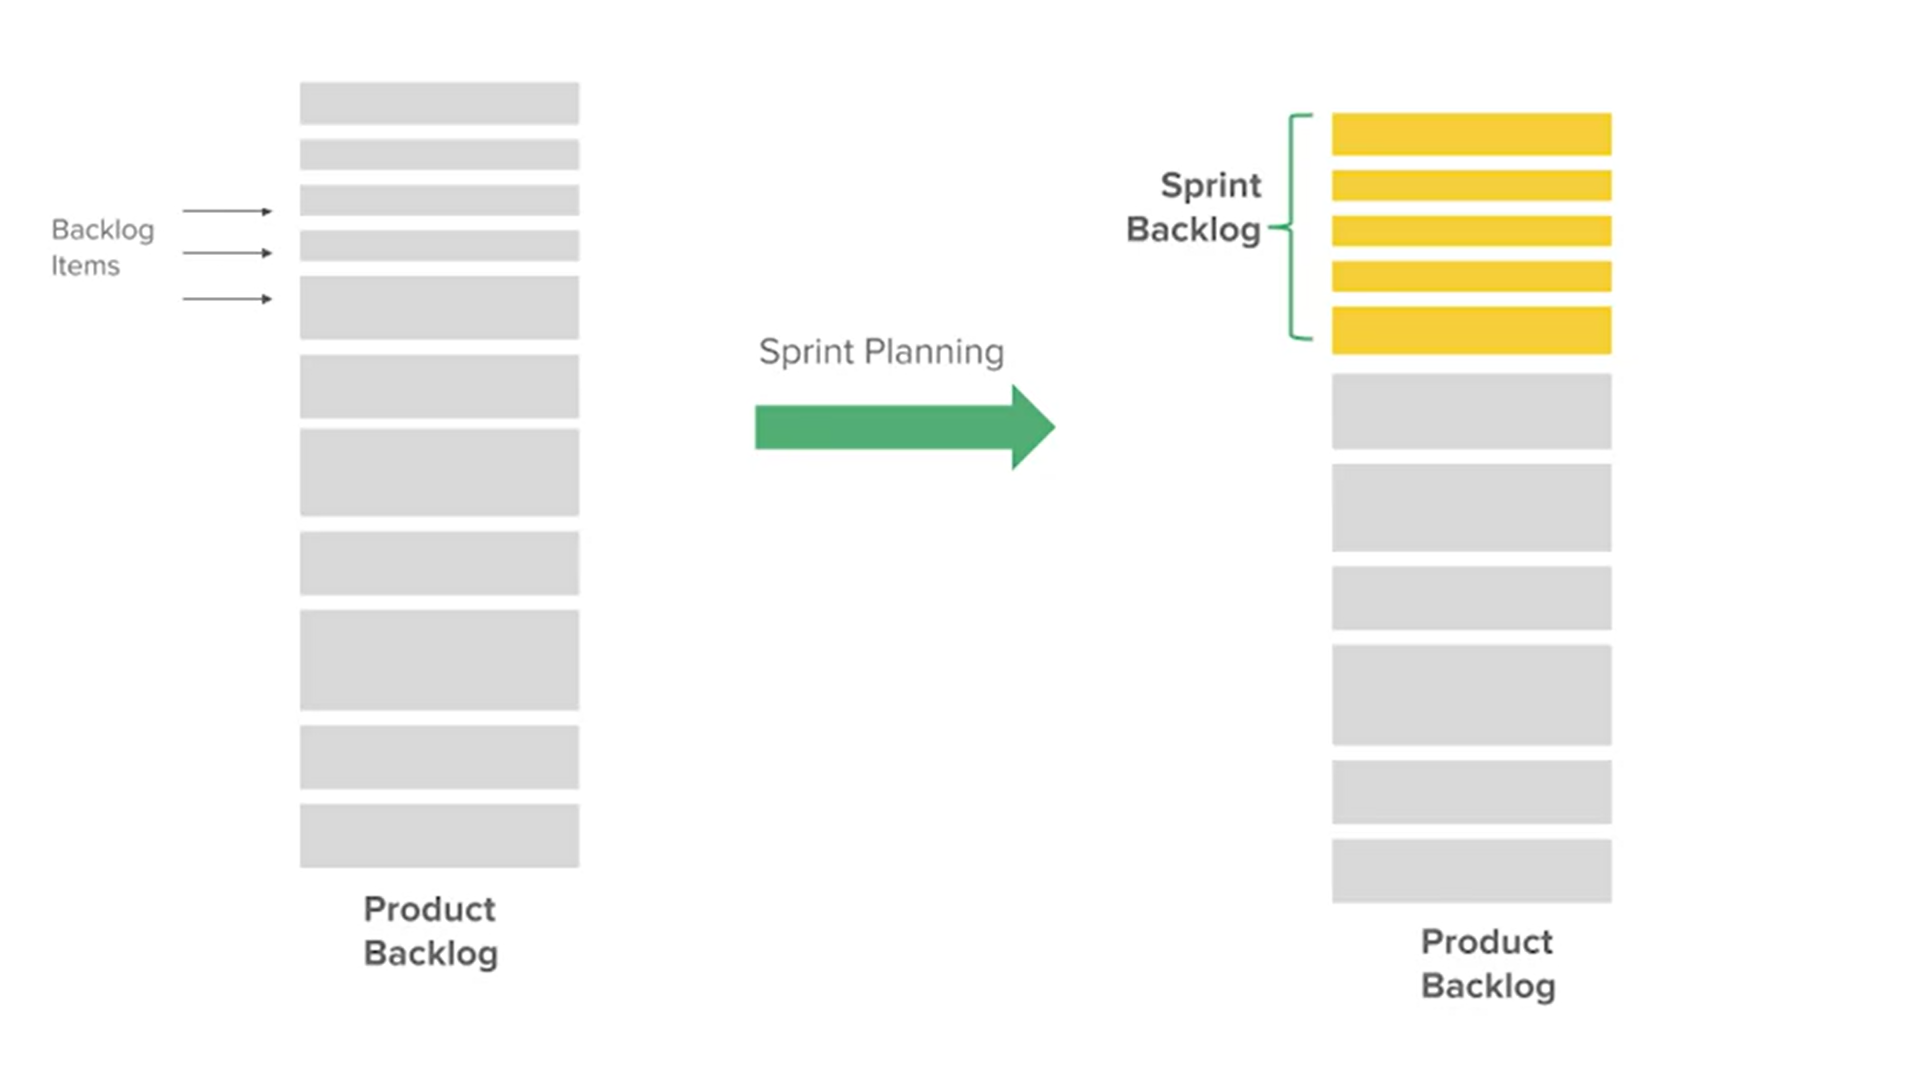 Backlog
Items
Product
Backlog
Sprint Planning
Sprint
Backlog
Product
Backlog